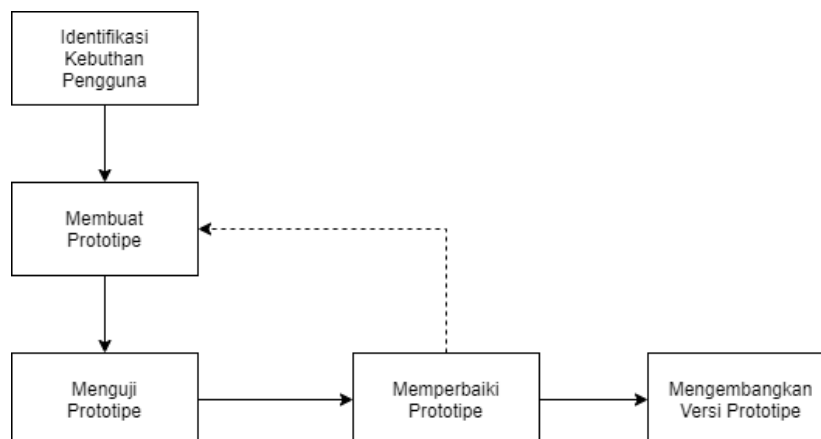 Identifikasi
Kebuthan
Pengguna
Membuat
Prototipe
Menguji
Prototipe
Memperbaiki
Prototipe
Mengembangkan
Versi Prototipe